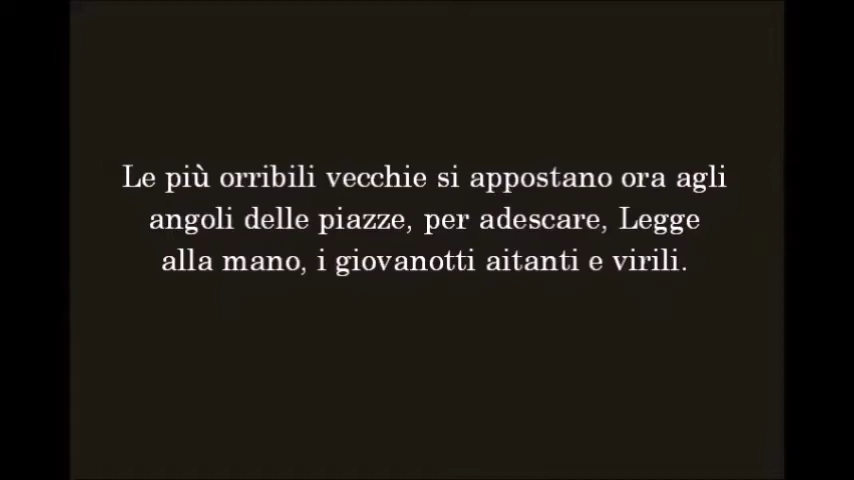 Le più orribili vecchie si appostano ora agli
angoli delle piazze, per adescare, Legge
alla mano, i giovanotti aitanti e virili.